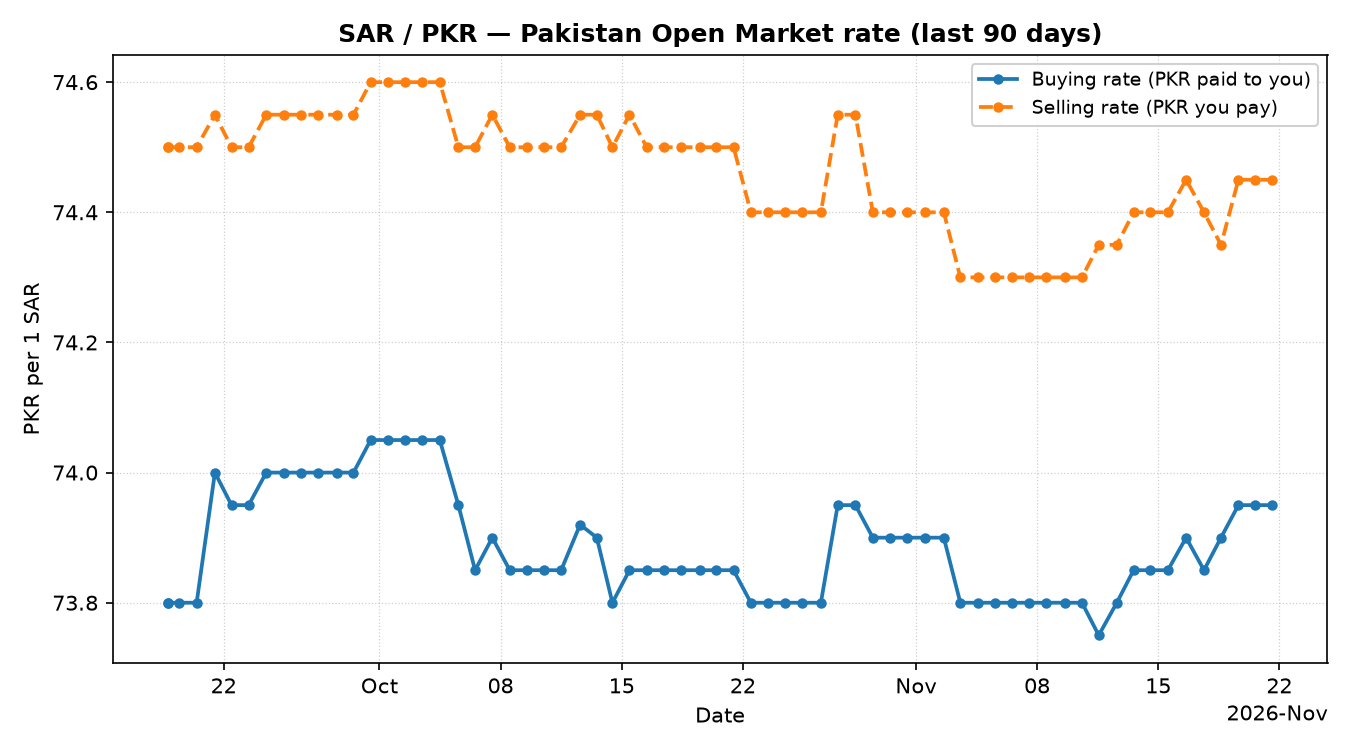 SAR / PKR — Pakistan Open Market rate (last 90 days)
Buying rate (PKR paid to you)
Selling rate (PKR you pay)
PKR per 1 SAR
74.6
74.4
74.2
74.0
73.8
22
Oct
08
15
22
Nov
08
15
22
Date
2026-Nov